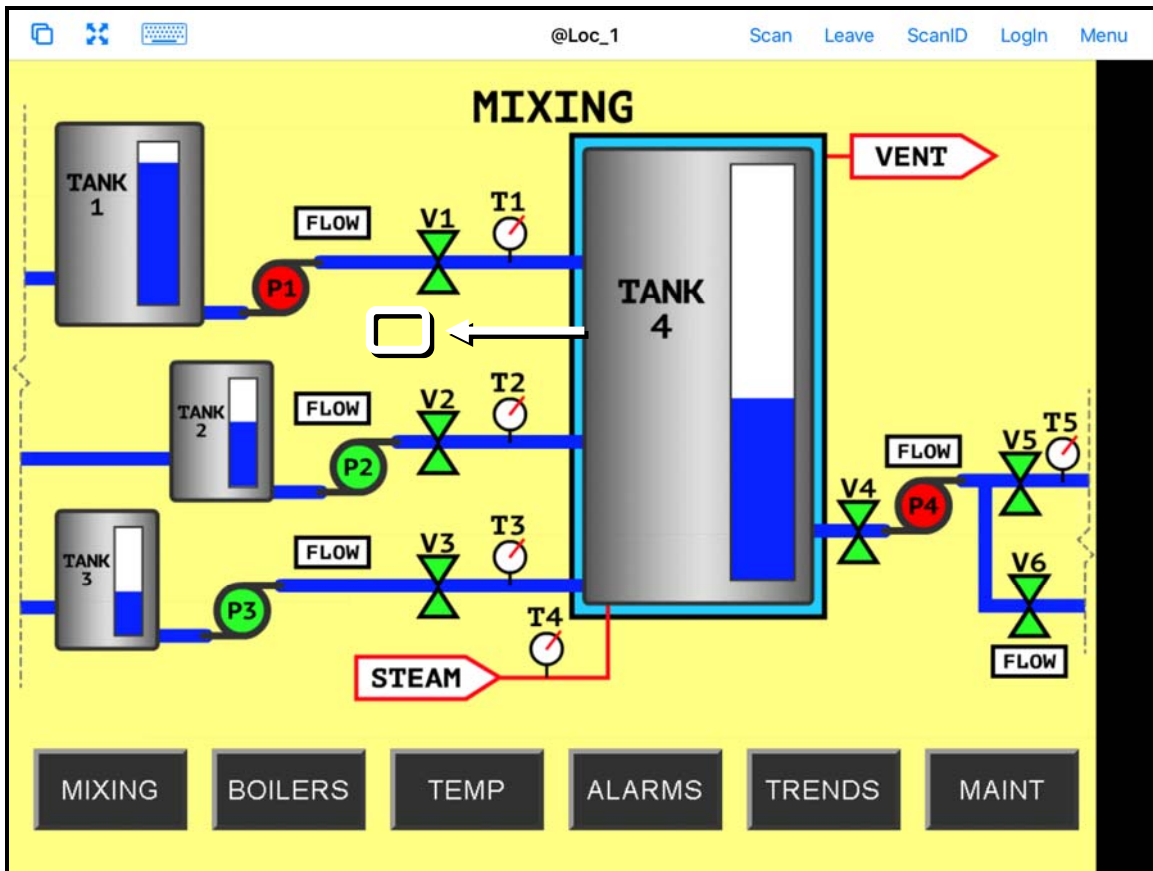 @Loc_1 Scan Leave ScanID LogIn Menu
MIXING
VENT
TANK
1
FLOW V1 T1
P1
TANK
4
TANK
2
FLOW V2 T2
P2
TANK
3
FLOW V3 T3
P3
V4 FLOW V5 T5
P4
V6
FLOW
T4
STEAM
MIXING BOILERS TEMP ALARMS TRENDS MAINT